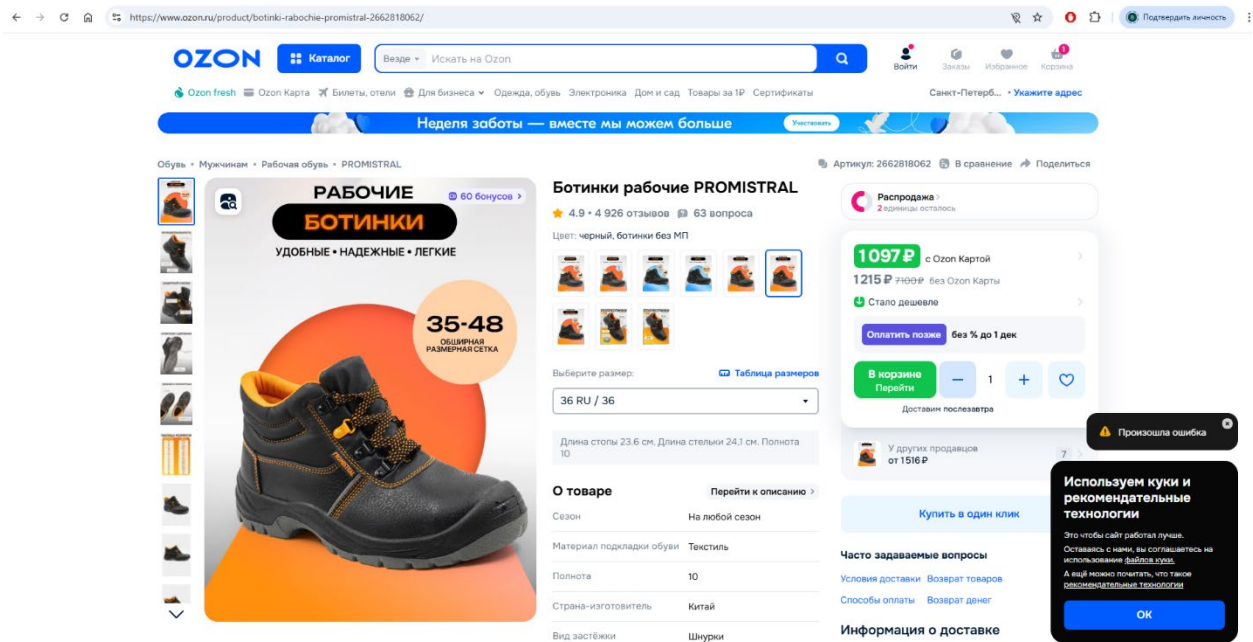 https://www.ozon.ru/product/botinki-rabochie-promistral-2662818062/
Подтвердить личность
OZON
Каталог
Везде
Искать на Ozon
Войти
Заказы
Избранное
1
Корзина
Ozon fresh Ozon Карта Билеты, отели Для бизнеса Одежда, обувь Электроника Дом и сад Товары за 1₽ Сертификаты
Санкт-Петерб... • Укажите адрес
Неделя заботы — вместе мы можем больше
Участвовать
Обувь • Мужчинам • Рабочая обувь • PROMISTRAL
Артикул: 2662818062 В сравнение Поделиться
РАБОЧИЕ
60 бонусов
БОТИНКИ
УДОБНЫЕ • НАДЕЖНЫЕ • ЛЕГКИЕ
35-48
ОБШИРНАЯ
РАЗМЕРНАЯ СЕТКА
Ботинки рабочие PROMISTRAL
4.9 • 4 926 отзывов 63 вопроса
Цвет: черный, ботинки без МП
Выберите размер:
Таблица размеров
36 RU / 36
Длина стопы 23.6 см, Длина стельки 24,1 см. Полнота
10
О товаре
Перейти к описанию
Сезон
На любой сезон
Материал подкладки обуви Текстиль
Полнота
10
Страна-изготовитель
Китай
Вид застёжки
Шнурки
Распродажа
2 единицы осталось
1 097 ₽ с Ozon Картой
1 215 ₽ 7 100 ₽ без Ozon Карты
Стало дешевле
Оплатить позже без % до 1 дек
В корзине
Перейти
— 1 +
Доставим послезавтра
У других продавцов
от 1 516 ₽
7
Купить в один клик
Часто задаваемые вопросы
Условия доставки Возврат товаров
Способы оплаты Возврат денег
Информация о доставке
Произошла ошибка
Используем куки и
рекомендательные
технологии
Это чтобы сайт работал лучше.
Оставаясь с нами, вы соглашаетесь на
использование файлов куки.
А ещё можно почитать, что такое
рекомендательные технологии
ОК